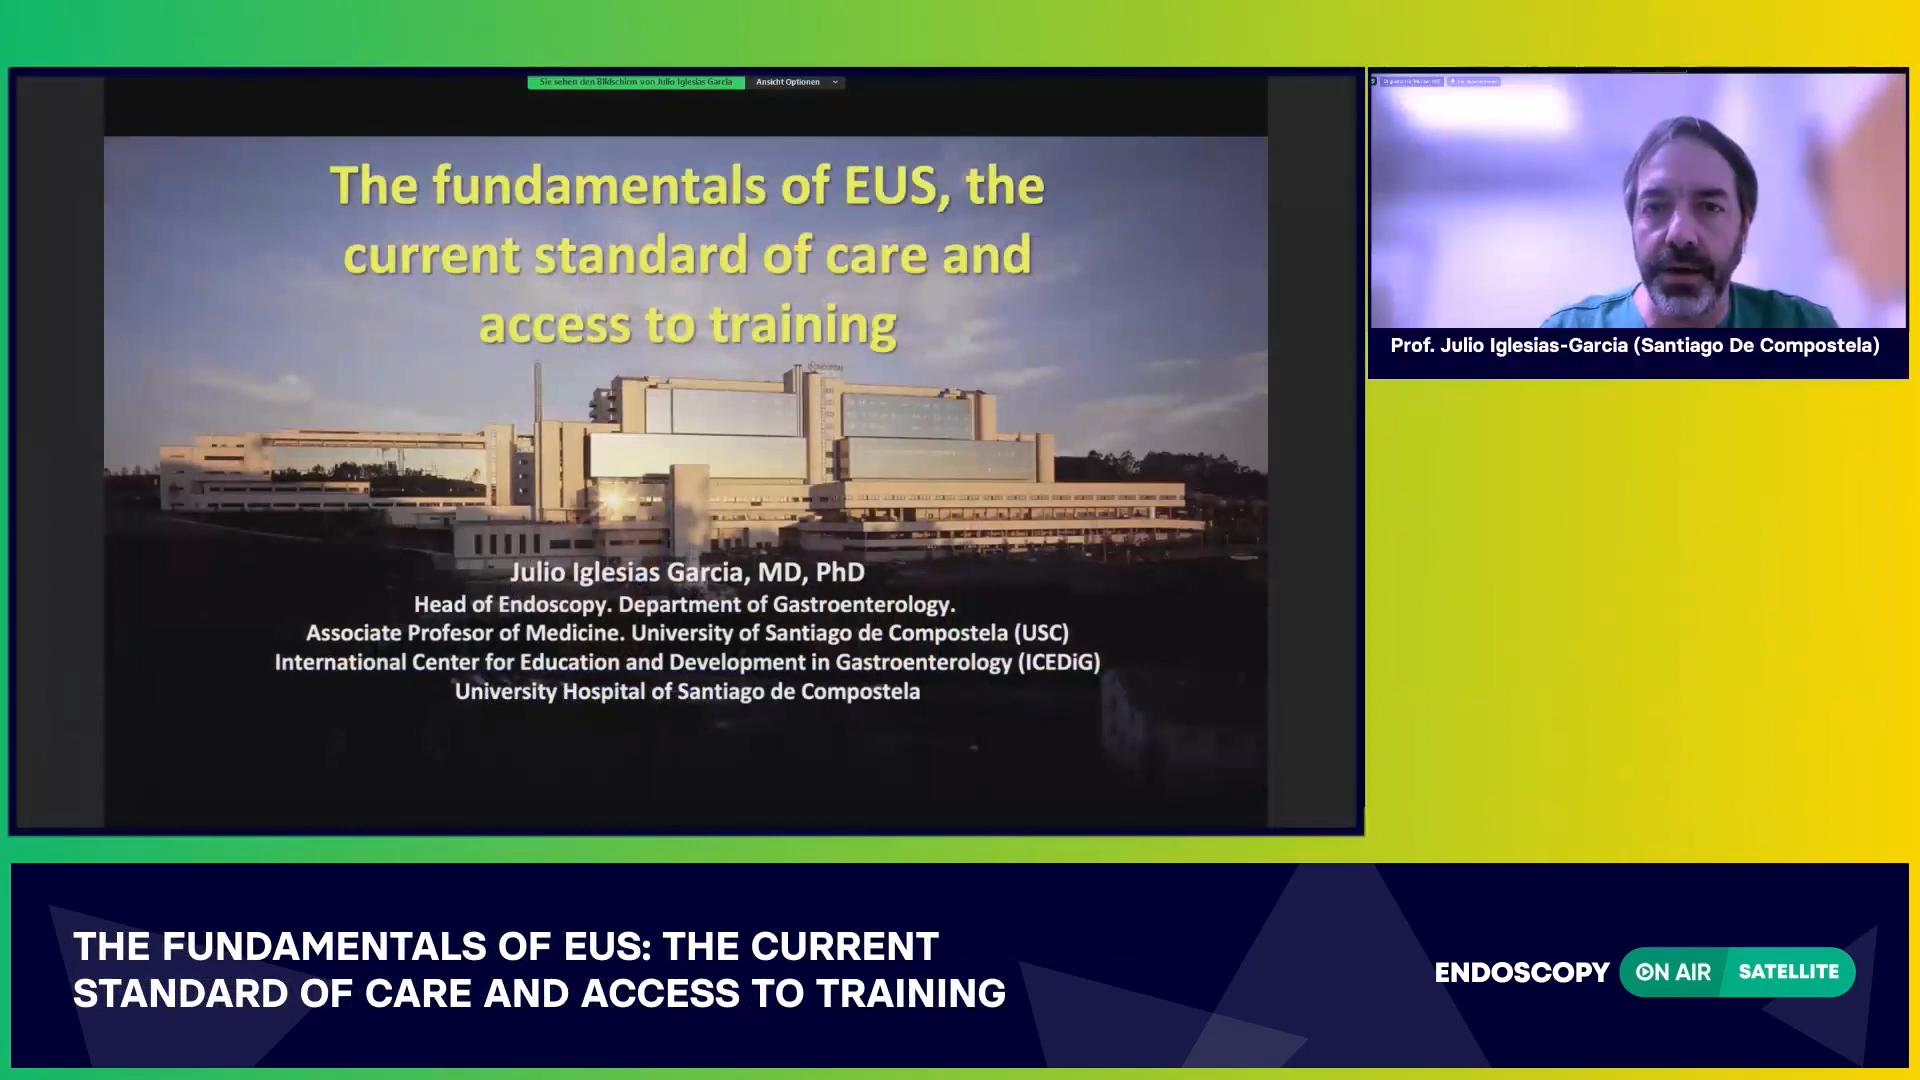 Sie sehen den Bildschirm von Julio Iglesias Garcia
Ansicht Optionen
The fundamentals of EUS, the
current standard of care and
access to training
Julio Iglesias Garcia, MD, PhD
Head of Endoscopy. Department of Gastroenterology.
Associate Profesor of Medicine. University of Santiago de Compostela (USC)
International Center for Education and Development in Gastroenterology (ICEDiG)
University Hospital of Santiago de Compostela
Prof. Julio Iglesias-Garcia (Santiago De Compostela)
THE FUNDAMENTALS OF EUS: THE CURRENT
STANDARD OF CARE AND ACCESS TO TRAINING
ENDOSCOPY ON AIR SATELLITE